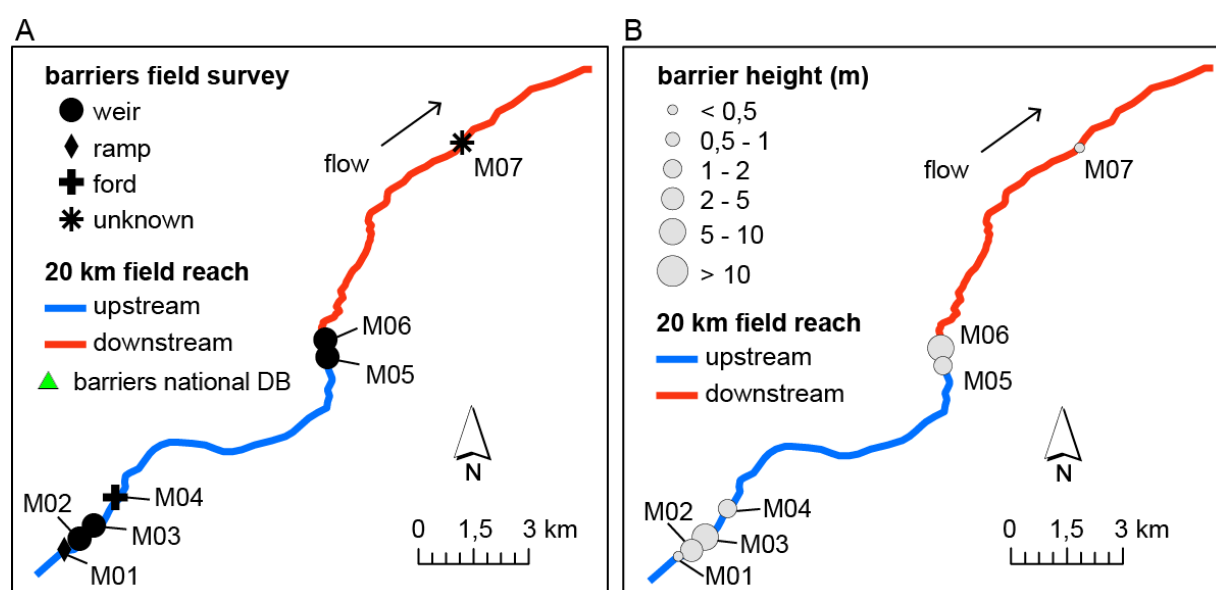 A
barriers field survey
weir
ramp
ford
unknown
20 km field reach
upstream
downstream
barriers national DB
flow
M07
M06
M05
M04
M02
M03
M01
N
0 1,5 3 km
B
barrier height (m)
< 0,5
0,5 - 1
1 - 2
2 - 5
5 - 10
> 10
20 km field reach
upstream
downstream
flow
M07
M06
M05
M04
M02
M03
M01
N
0 1,5 3 km